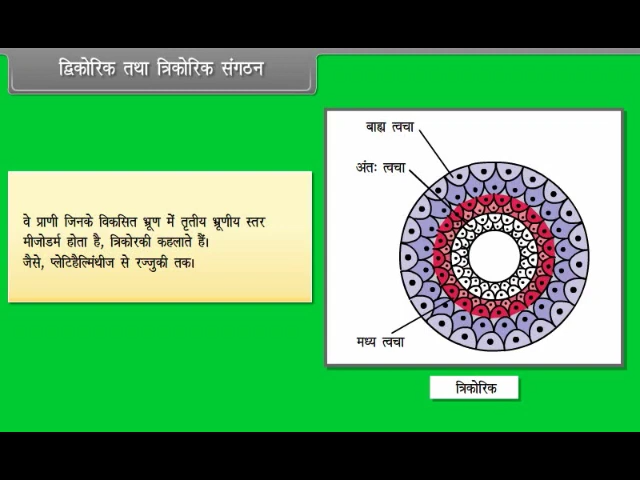 द्विकोरिक तथा त्रिकोरिक संगठन
वे प्राणी जिनके विकसित भ्रूण में तृतीय भ्रूणीय स्तर
मीजोडर्म होता है, त्रिकोरकी कहलाते हैं।
जैसे, प्लेटिहैल्मिंथीज से रज्जुकी तक।
बाह्य त्वचा
अंतः त्वचा
मध्य त्वचा
त्रिकोरिक